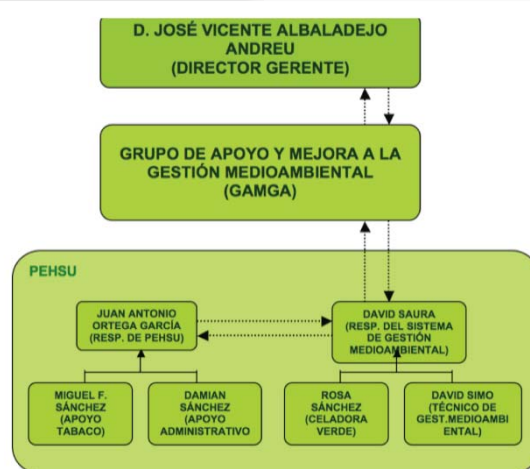 D. JOSÉ VICENTE ALBALADEJO
ANDREU
(DIRECTOR GERENTE)
GRUPO DE APOYO Y MEJORA A LA
GESTIÓN MEDIOAMBIENTAL
(GAMGA)
PEHSU
JUAN ANTONIO
ORTEGA GARCÍA
(RESP. DE PEHSU)
DAVID SAURA
(RESP. DEL SISTEMA
DE GESTIÓN
MEDIOAMBIENTAL)
MIGUEL F.
SÁNCHEZ
(APOYO
TABACO)
DAMIAN
SÁNCHEZ
(APOYO
ADMINISTRATIVO
ROSA
SÁNCHEZ
(CELADORA
VERDE)
DAVID SIMO
(TÉCNICO DE
GEST.MEDIOAMBI
ENTAL)